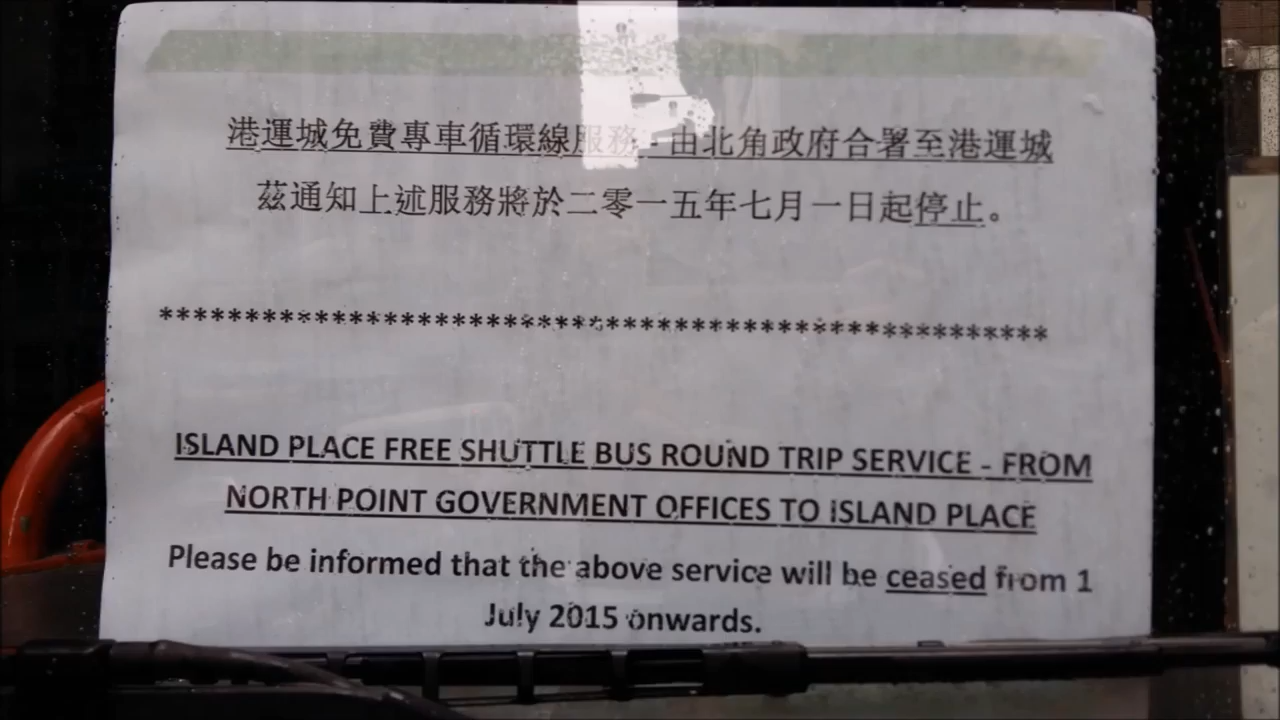 港運城免費專車循環線服務 - 由北角政府合署至港運城
茲通知上述服務將於二零一五年七月一日起停止。
****************************************************
ISLAND PLACE FREE SHUTTLE BUS ROUND TRIP SERVICE - FROM
NORTH POINT GOVERNMENT OFFICES TO ISLAND PLACE
Please be informed that the above service will be ceased from 1
July 2015 onwards.